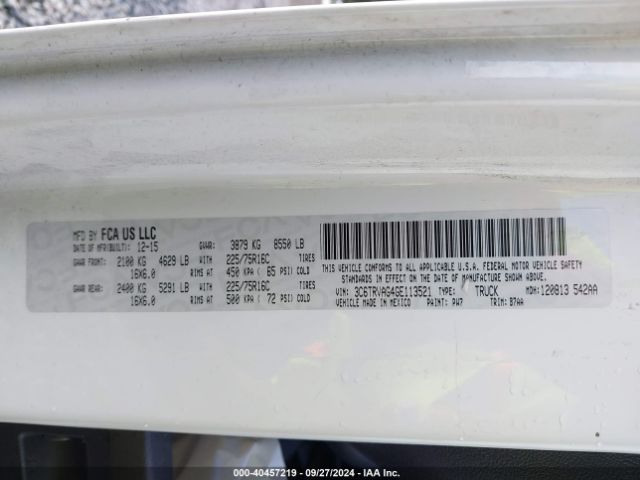 MFD BY FCA US LLC
DATE OF MFR(BUILT): 12-15 GVWR: 3879 KG 8550 LB
GAWR FRONT: 2100 KG 4629 LB WITH 225/75R16C TIRES
16X6.0 RIMS AT 450 KPA ( 65 PSI) COLD
GAWR REAR: 2400 KG 5291 LB WITH 225/75R16C TIRES
16X6.0 RIMS AT 500 KPA ( 72 PSI) COLD
THIS VEHICLE CONFORMS TO ALL APPLICABLE U.S.A. FEDERAL MOTOR VEHICLE SAFETY
STANDARDS IN EFFECT ON THE DATE OF MANUFACTURE SHOWN ABOVE.
VIN: 3C6TRVAG4GE113521 TYPE: TRUCK MDH: 120813 542AA
VEHICLE MADE IN MEXICO PAINT: PW7 TRIM: B7AA
000-40457219 - 09/27/2024 - IAA Inc.